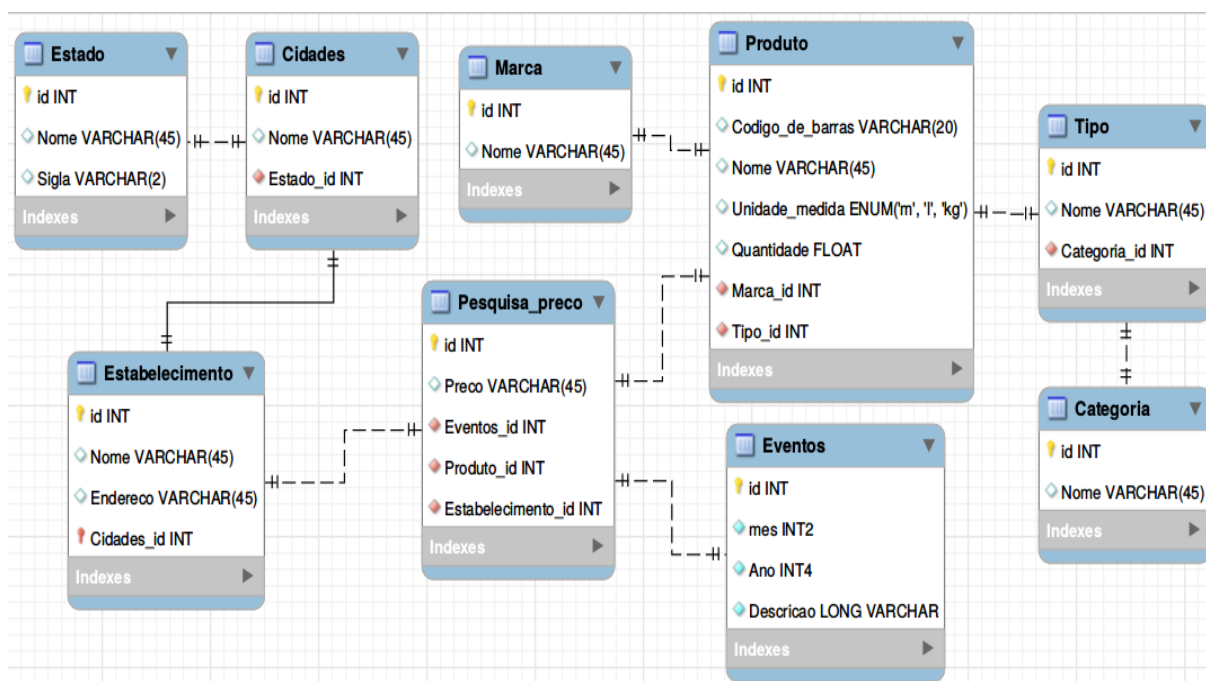 Estado
id INT
Nome VARCHAR(45)
Sigla VARCHAR(2)
Indexes
Cidades
id INT
Nome VARCHAR(45)
Estado_id INT
Indexes
Marca
id INT
Nome VARCHAR(45)
Indexes
Produto
id INT
Codigo_de_barras VARCHAR(20)
Nome VARCHAR(45)
Unidade_medida ENUM('m', 'l', 'kg')
Quantidade FLOAT
Marca_id INT
Tipo_id INT
Indexes
Tipo
id INT
Nome VARCHAR(45)
Categoria_id INT
Indexes
Estabelecimento
id INT
Nome VARCHAR(45)
Endereco VARCHAR(45)
Cidades_id INT
Indexes
Pesquisa_preco
id INT
Preco VARCHAR(45)
Eventos_id INT
Produto_id INT
Estabelecimento_id INT
Indexes
Eventos
id INT
mes INT2
Ano INT4
Descricao LONG VARCHAR
Indexes
Categoria
id INT
Nome VARCHAR(45)
Indexes